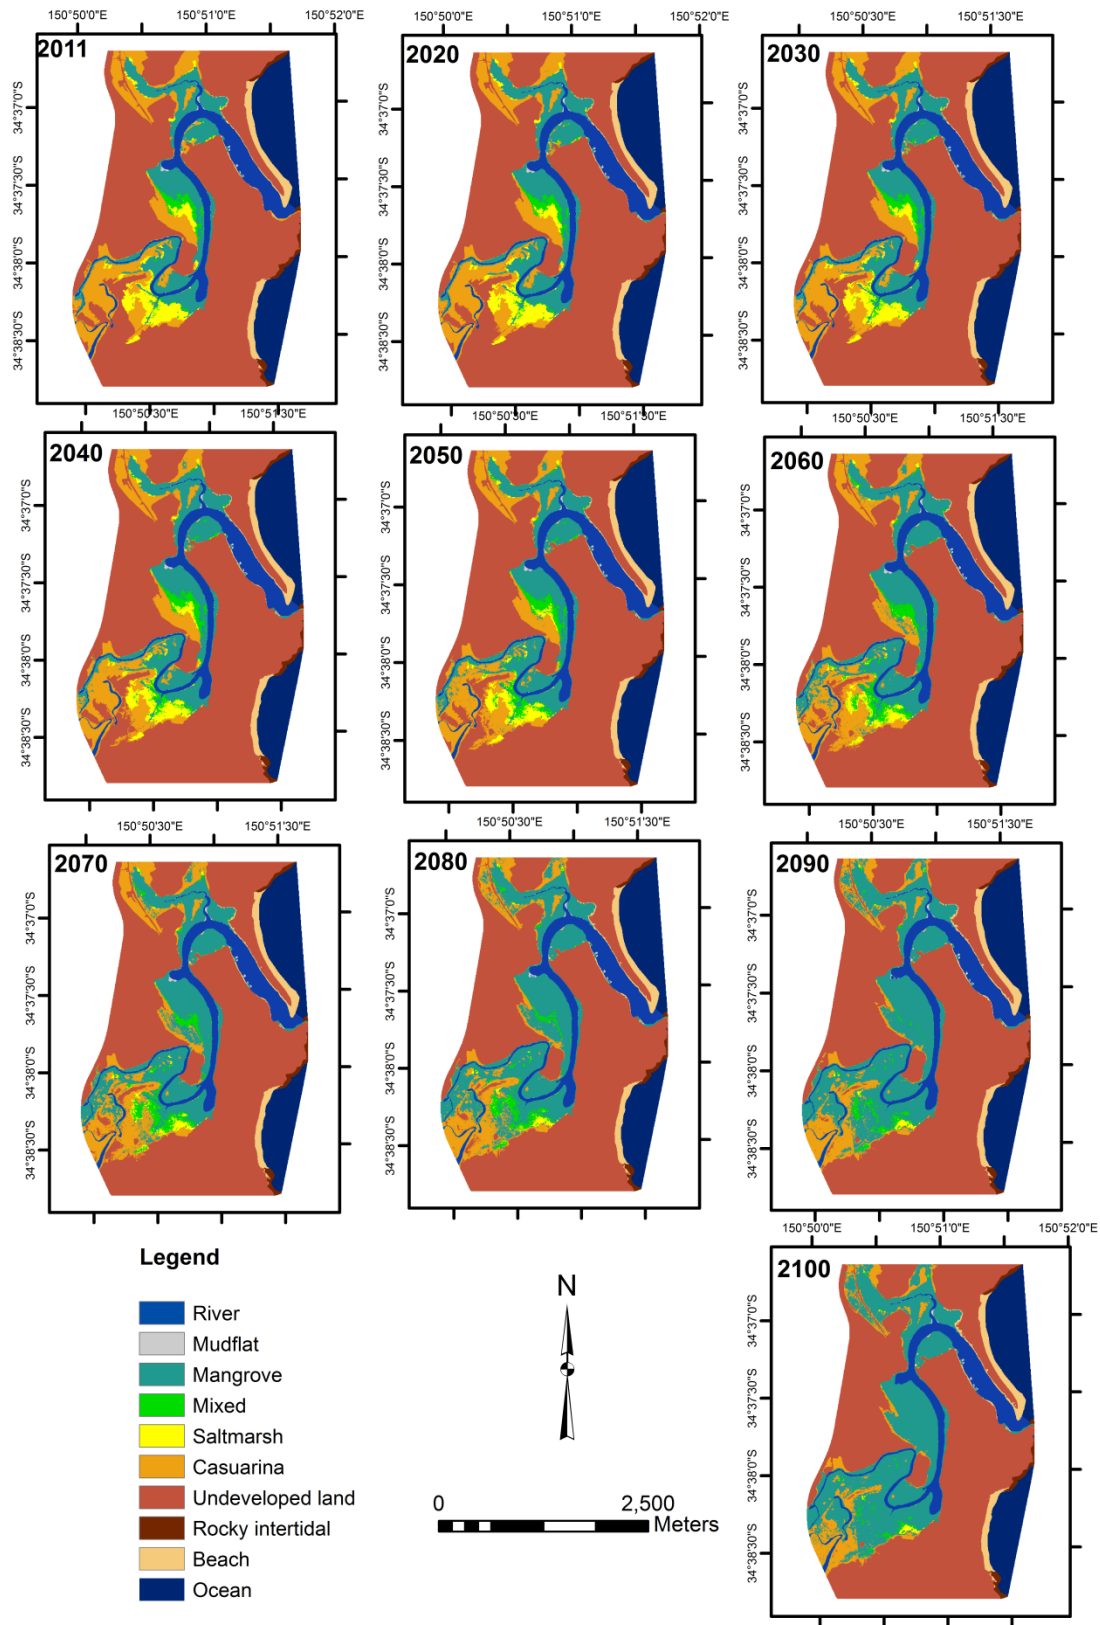 150°50'0"E 150°51'0"E 150°52'0"E
2011
34°37'0"S
34°37'30"S
34°38'0"S
34°38'30"S
150°50'0"E 150°51'0"E 150°52'0"E
2020
34°37'0"S
34°37'30"S
34°38'0"S
34°38'30"S
150°50'30"E 150°51'30"E
2030
34°37'0"S
34°37'30"S
34°38'0"S
34°38'30"S
150°50'30"E 150°51'30"E
2040
34°37'0"S
34°37'30"S
34°38'0"S
34°38'30"S
150°50'30"E 150°51'30"E
2050
34°37'0"S
34°37'30"S
34°38'0"S
34°38'30"S
150°50'30"E 150°51'30"E
2060
34°37'0"S
34°37'30"S
34°38'0"S
34°38'30"S
150°50'30"E 150°51'30"E
2070
34°37'0"S
34°37'30"S
34°38'0"S
34°38'30"S
150°50'30"E 150°51'30"E
2080
34°37'0"S
34°37'30"S
34°38'0"S
34°38'30"S
150°50'30"E 150°51'30"E
2090
34°37'0"S
34°37'30"S
34°38'0"S
34°38'30"S
150°50'0"E 150°51'0"E 150°52'0"E
2100
34°37'0"S
34°37'30"S
34°38'0"S
34°38'30"S
Legend
River
Mudflat
Mangrove
Mixed
Saltmarsh
Casuarina
Undeveloped land
Rocky intertidal
Beach
Ocean
N
0 2,500
Meters